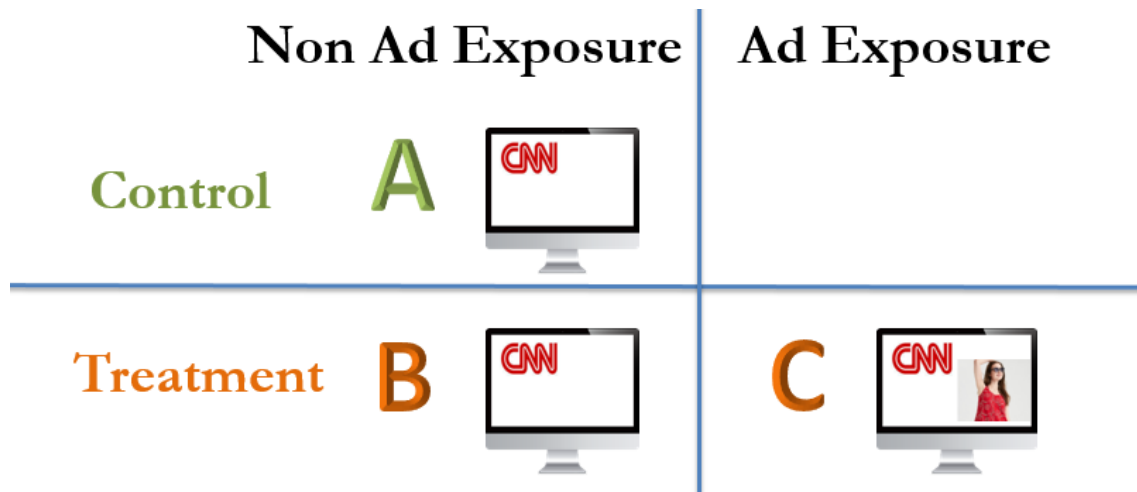 Non Ad Exposure
Ad Exposure
Control
A
CNN
Treatment
B
CNN
C
CNN